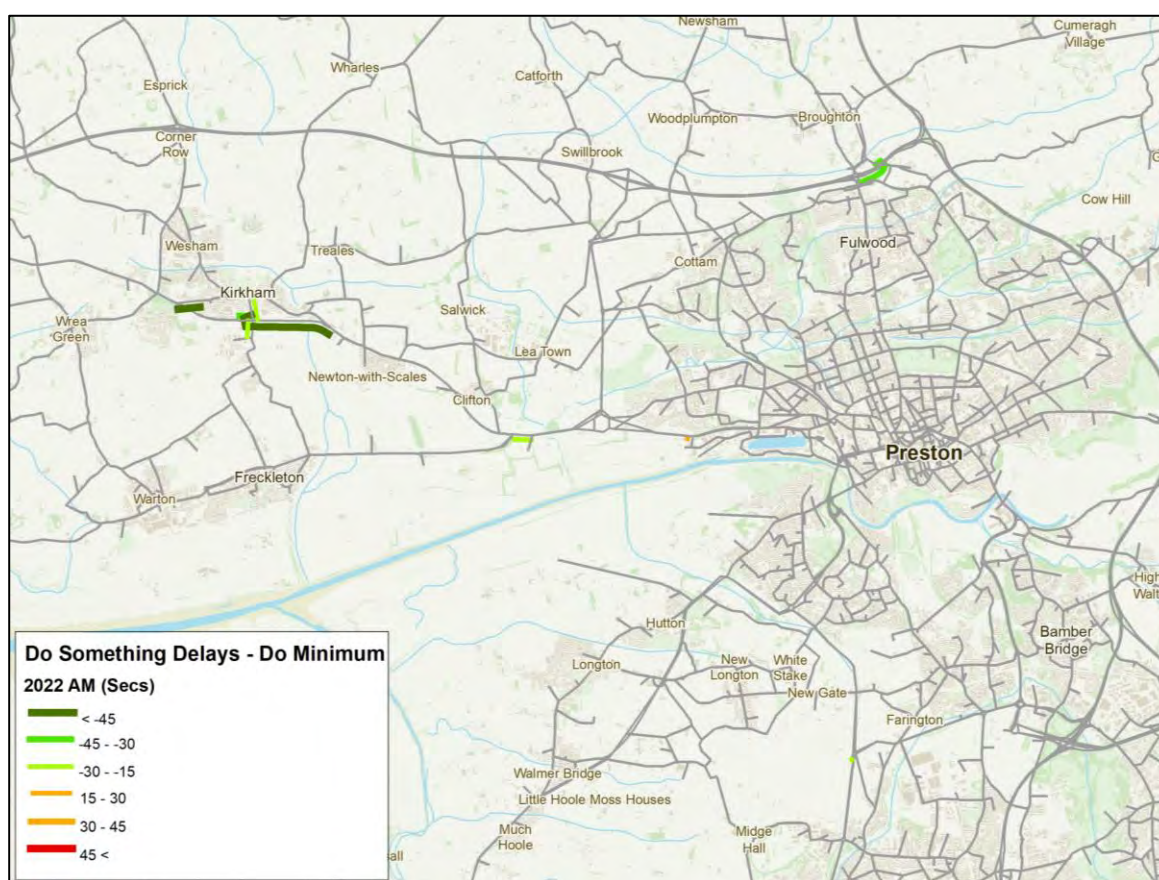 Newsham
Cumeragh
Village
Wharles
Catforth
Esprick
Woodplumpton
Broughton
Corner
Row
Swillbrook
Cow Hill
Wesham
Treales
Fulwood
Cottam
Kirkham
Salwick
Wrea
Green
Lea Town
Newton-with-Scales
Clifton
Preston
Freckleton
Warton
High
Walt
Hutton
Bamber
Bridge
Longton
New
Longton
White
Stake
New Gate
Farington
Walmer Bridge
Little Hoole Moss Houses
Much
Hoole
Midge
Hall
Do Something Delays - Do Minimum
2022 AM (Secs)
< -45
-45 - -30
-30 - -15
15 - 30
30 - 45
45 <